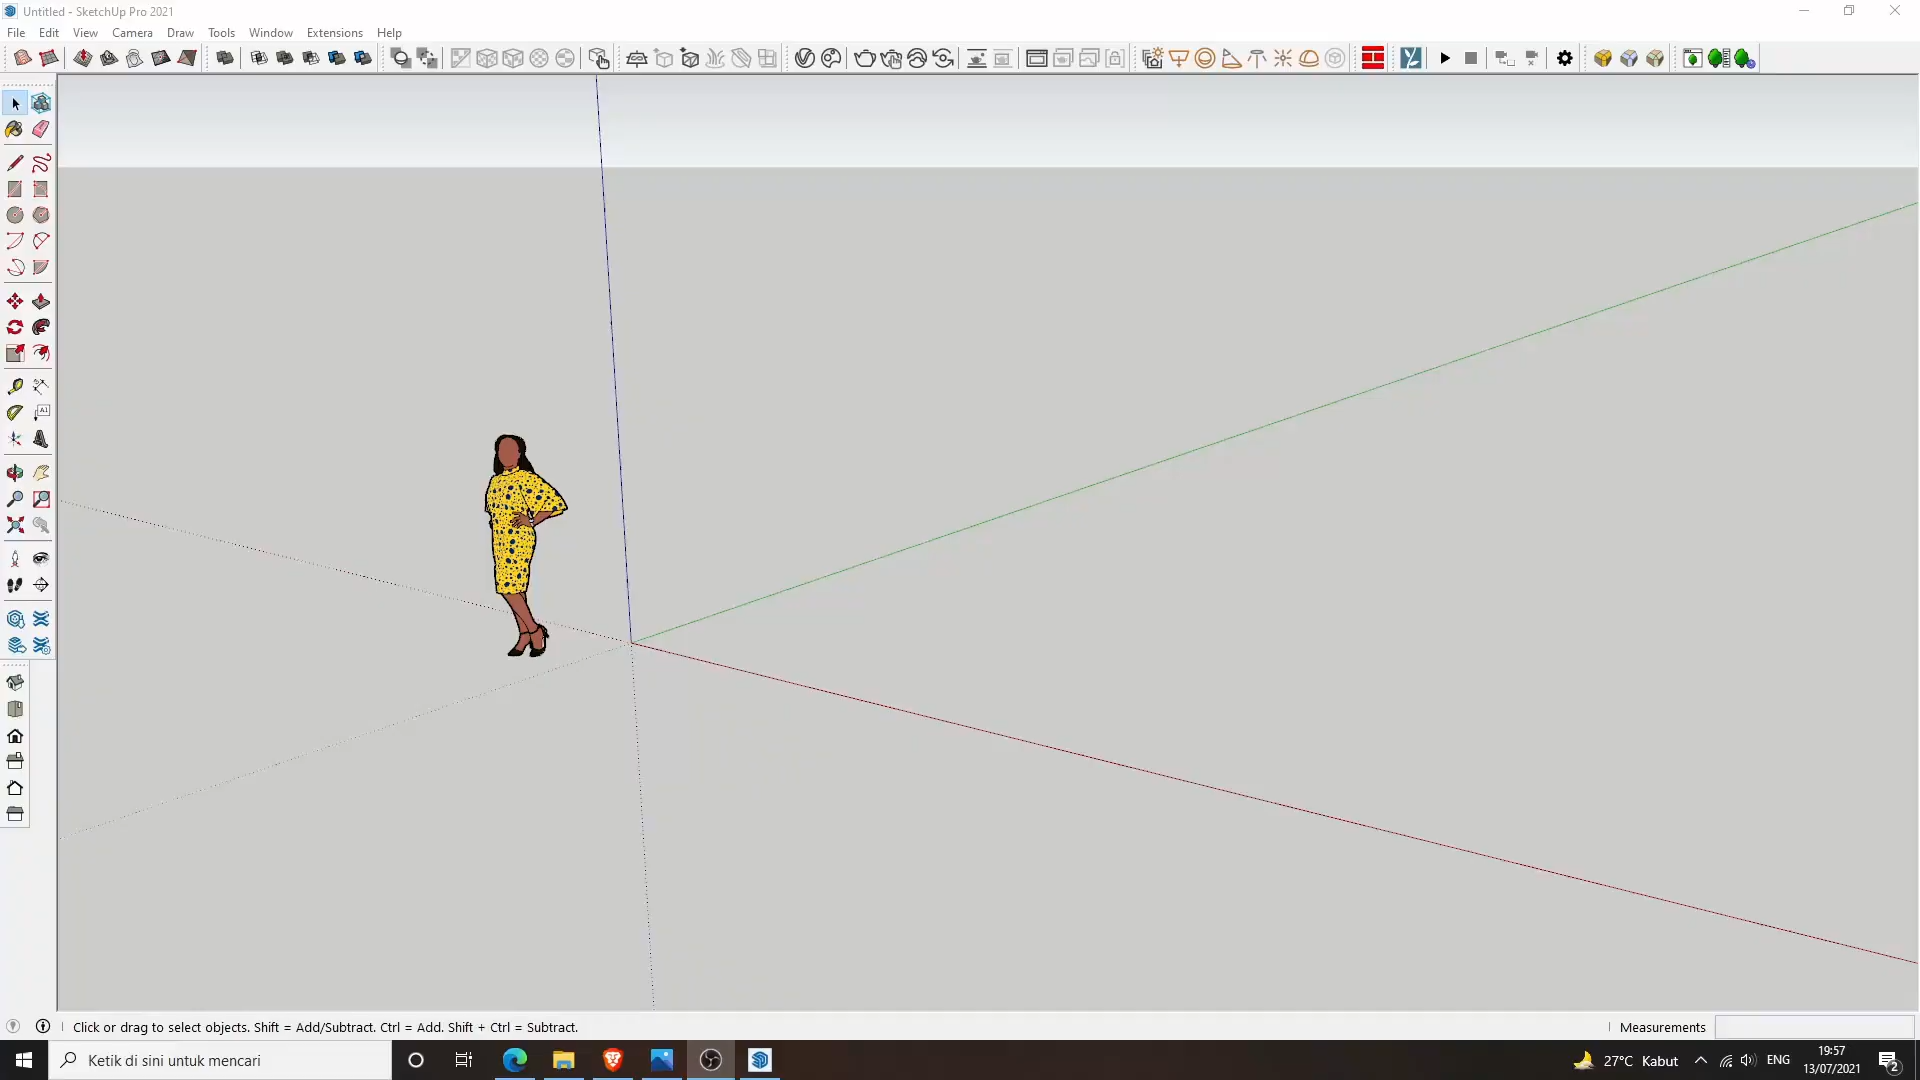 Untitled - SketchUp Pro 2021
File Edit View Camera Draw Tools Window Extensions Help
A1
Click or drag to select objects. Shift = Add/Subtract. Ctrl = Add. Shift + Ctrl = Subtract.
Measurements
Ketik di sini untuk mencari
27°C Kabut
ENG
19:57
13/07/2021
2